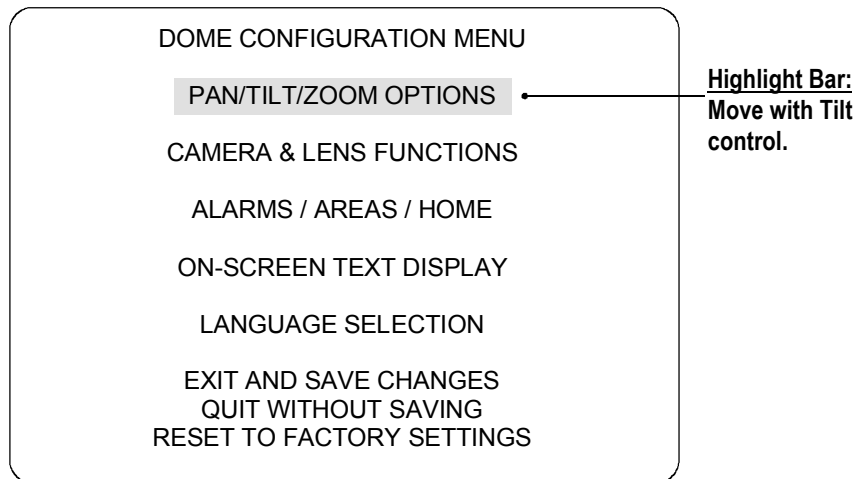 DOME CONFIGURATION MENU
PAN/TILT/ZOOM OPTIONS
CAMERA & LENS FUNCTIONS
ALARMS / AREAS / HOME
ON-SCREEN TEXT DISPLAY
LANGUAGE SELECTION
EXIT AND SAVE CHANGES
QUIT WITHOUT SAVING
RESET TO FACTORY SETTINGS
Highlight Bar:
Move with Tilt
control.